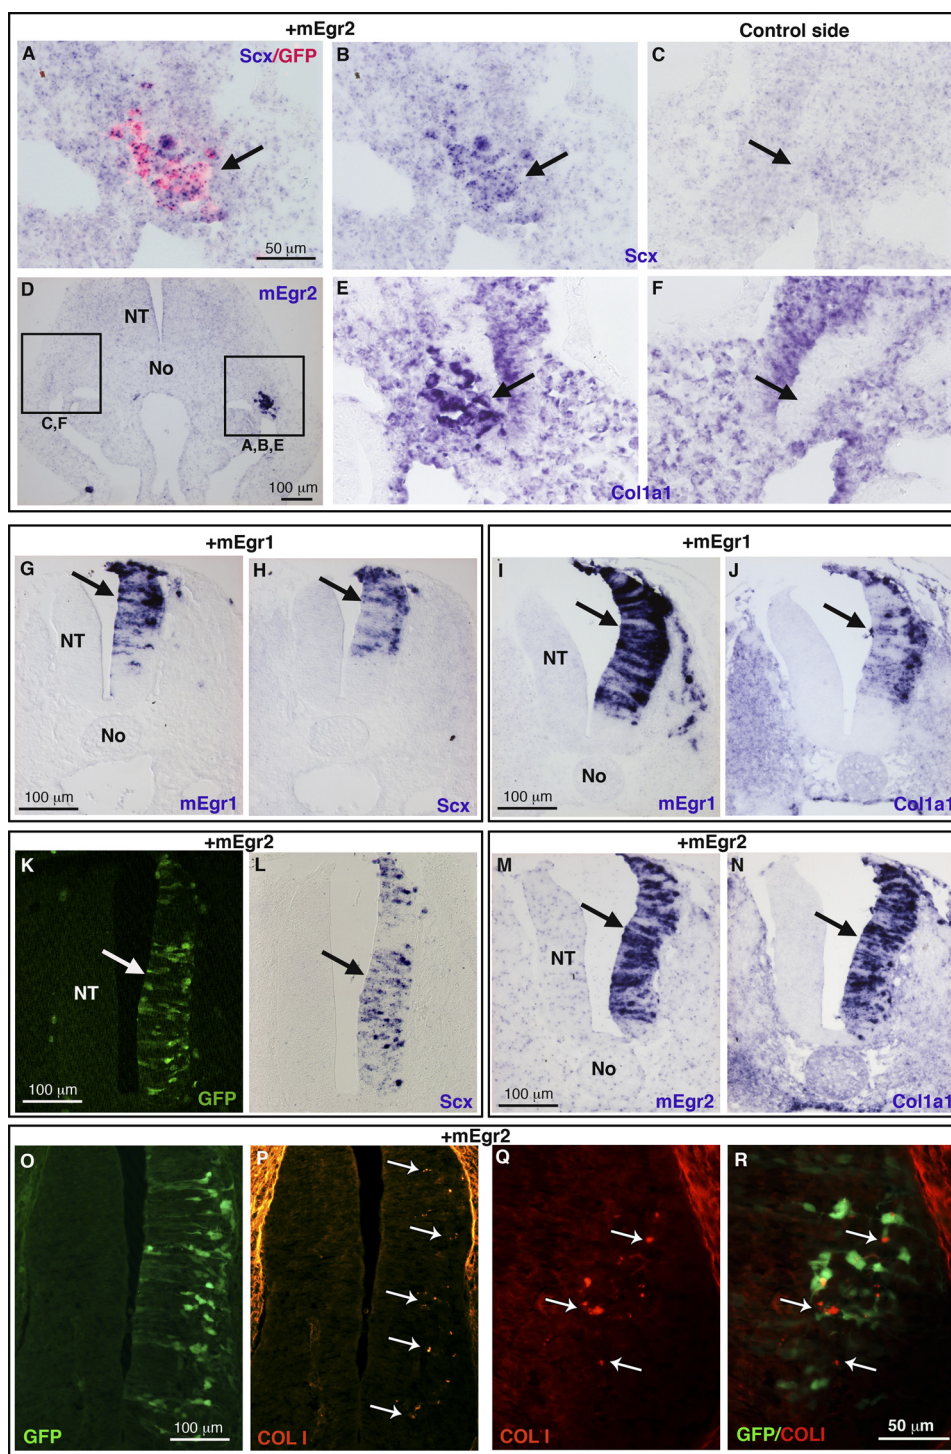 +mEgr2
Control side
A
Scx/GFP
B
C
50 µm
Scx
D
mEgr2
NT
No
C,F
A,B,E
100 µm
E
F
Col1a1
+mEgr1
G
H
NT
No
100 µm
mEgr1
Scx
+mEgr1
I
J
NT
No
100 µm
mEgr1
Col1a1
+mEgr2
K
L
NT
100 µm
GFP
Scx
+mEgr2
M
N
NT
No
100 µm
mEgr2
Col1a1
+mEgr2
O
P
Q
R
GFP
100 µm
COL I
COL I
GFP/COLI
50 µm